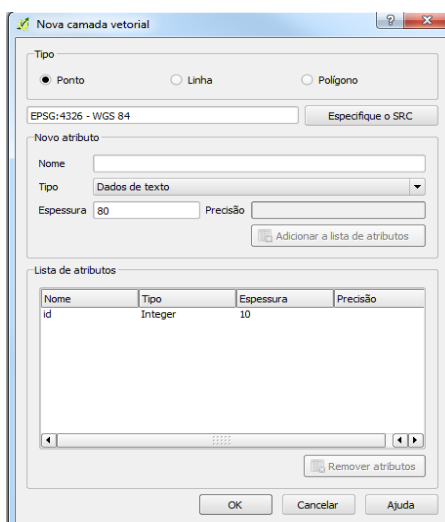 Nova camada vetorial
Tipo
Ponto Linha Polígono
EPSG:4326 - WGS 84 Especifique o SRC
Novo atributo
Nome
Tipo Dados de texto
Espessura 80 Precisão
Adicionar a lista de atributos
Lista de atributos
Nome Tipo Espessura Precisão
id Integer 10
Remover atributos
OK Cancelar Ajuda